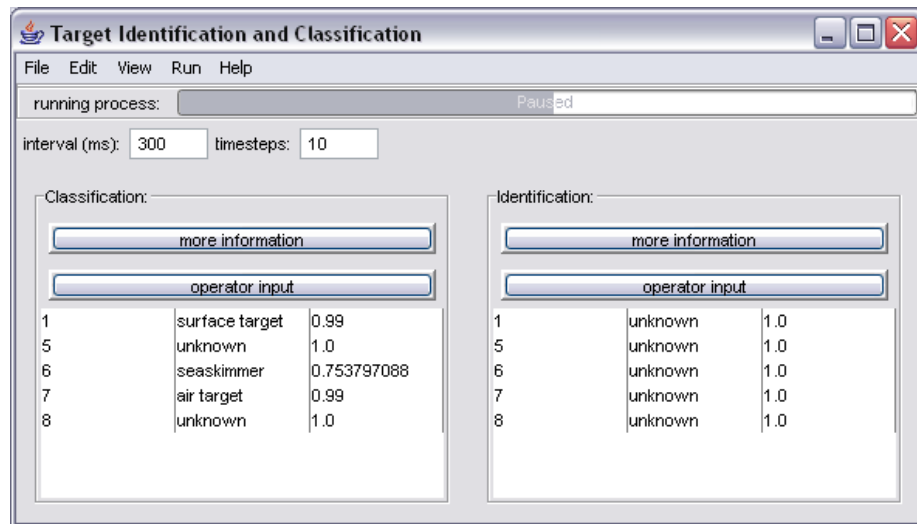 Target Identification and Classification
File Edit View Run Help
running process: Paused
interval (ms): 300 timesteps: 10
Classification:
more information
operator input
1 surface target 0.99
5 unknown 1.0
6 seaskimmer 0.753797088
7 air target 0.99
8 unknown 1.0
Identification:
more information
operator input
1 unknown 1.0
5 unknown 1.0
6 unknown 1.0
7 unknown 1.0
8 unknown 1.0